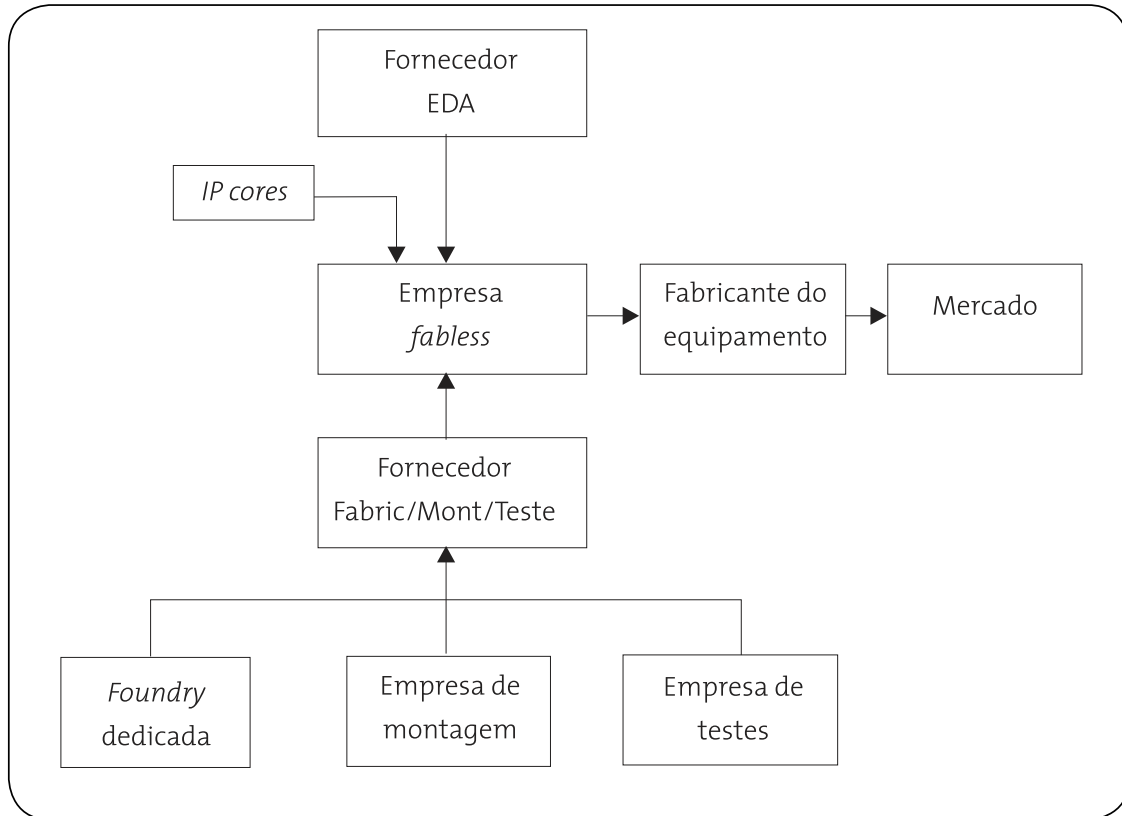 Fornecedor
EDA
IP cores
Empresa
fabless
Fabricante do
equipamento
Mercado
Fornecedor
Fabric/Mont/Teste
Foundry
dedicada
Empresa de
montagem
Empresa de
testes